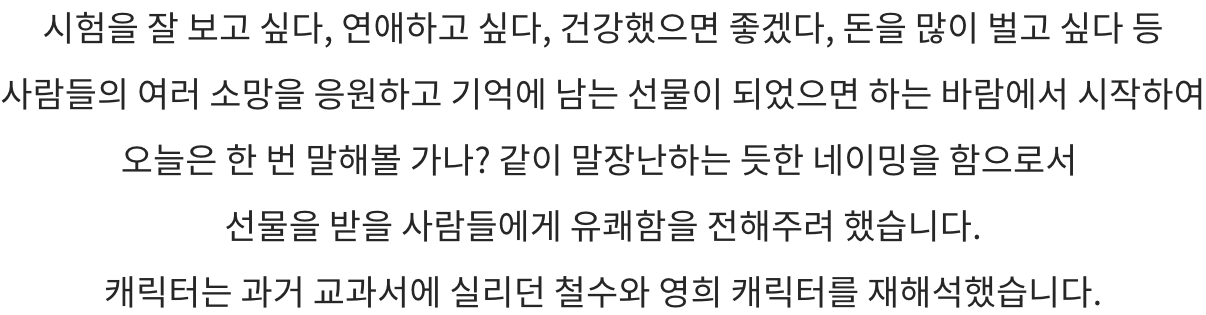 시험을 잘 보고 싶다, 연애하고 싶다, 건강했으면 좋겠다, 돈을 많이 벌고 싶다 등
사람들의 여러 소망을 응원하고 기억에 남는 선물이 되었으면 하는 바람에서 시작하여
오늘은 한 번 말해볼 가나? 같이 말장난하는 듯한 네이밍을 함으로서
선물을 받을 사람들에게 유쾌함을 전해주려 했습니다.
캐릭터는 과거 교과서에 실리던 철수와 영희 캐릭터를 재해석했습니다.